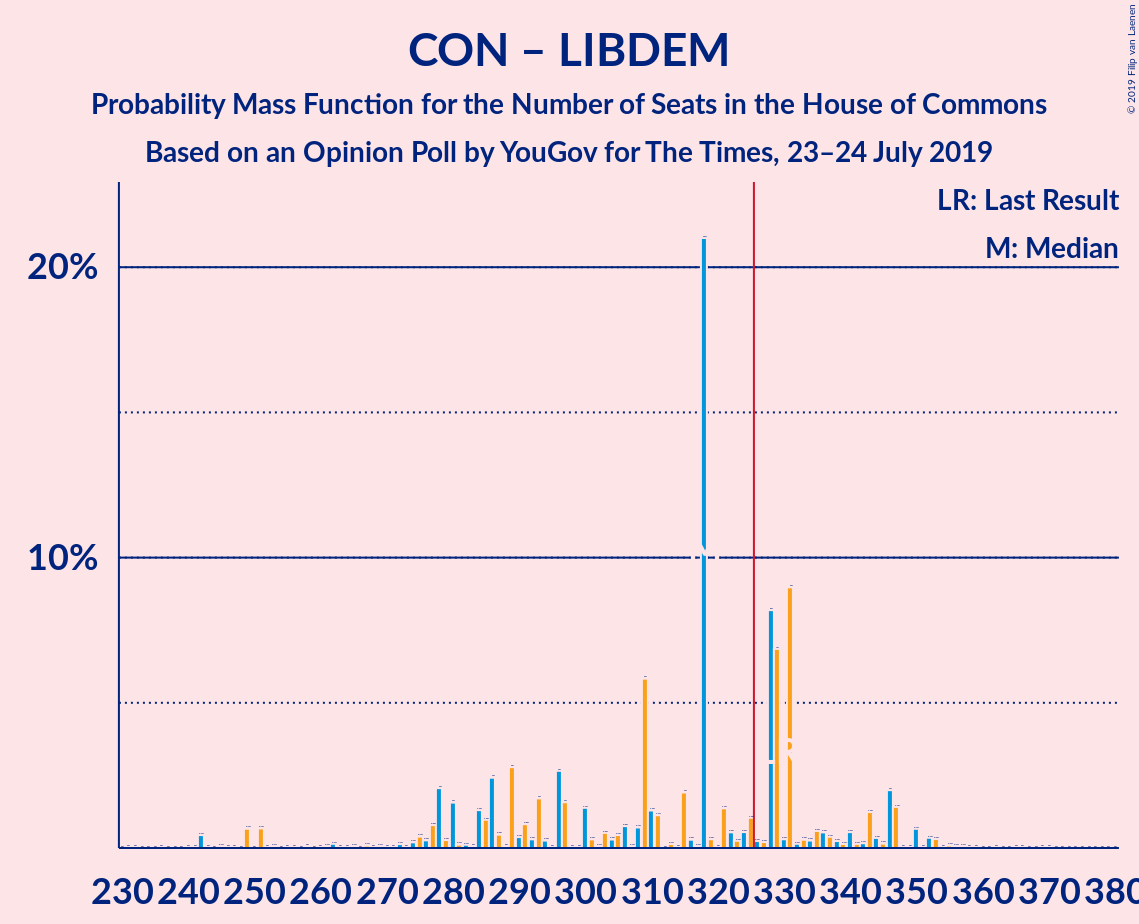 CON – LIBDEM
Probability Mass Function for the Number of Seats in the House of Commons
Based on an Opinion Poll by YouGov for The Times, 23–24 July 2019
© 2019 Filip van Laenen
LR: Last Result
M: Median
20%
10%
230 240 250 260 270 280 290 300 310 320 330 340 350 360 370 380